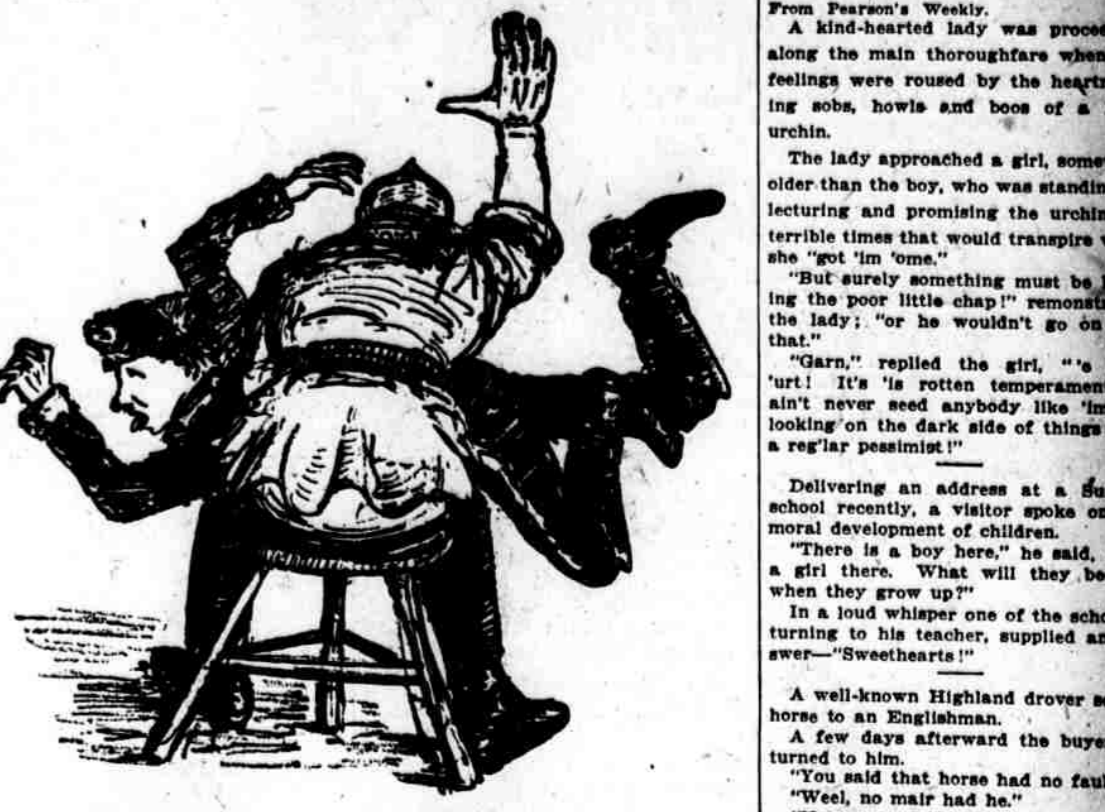 From Pearson's Weekly.
A kind-hearted lady was
along the main thoroughfare when
feelings were roused by the
ing sobs, howls and boos of a
urchin.
The lady approached a girl,
older than the boy, who was
lecturing and promising the urchin
terrible times that would transpire
she "got 'im 'ome."
"But surely something must be
ing the poor little chap!"
the lady; "or he wouldn't go on
that."
"Garn," replied the girl, "'e
'urt! It's 'is rotten
ain't never seed anybody like
looking on the dark side of things
a reg'lar pessimist!"
Delivering an address at a
school recently, a visitor spoke
moral development of children.
"There is a boy here," he said,
a girl there. What will they
when they grow up?"
In a loud whisper one of the
turning to his teacher, supplied
swer—"Sweethearts!"
A well-known Highland drover
horse to an Englishman.
A few days afterward the
turned to him.
"You said that horse had no
"Weel, no mair had he."